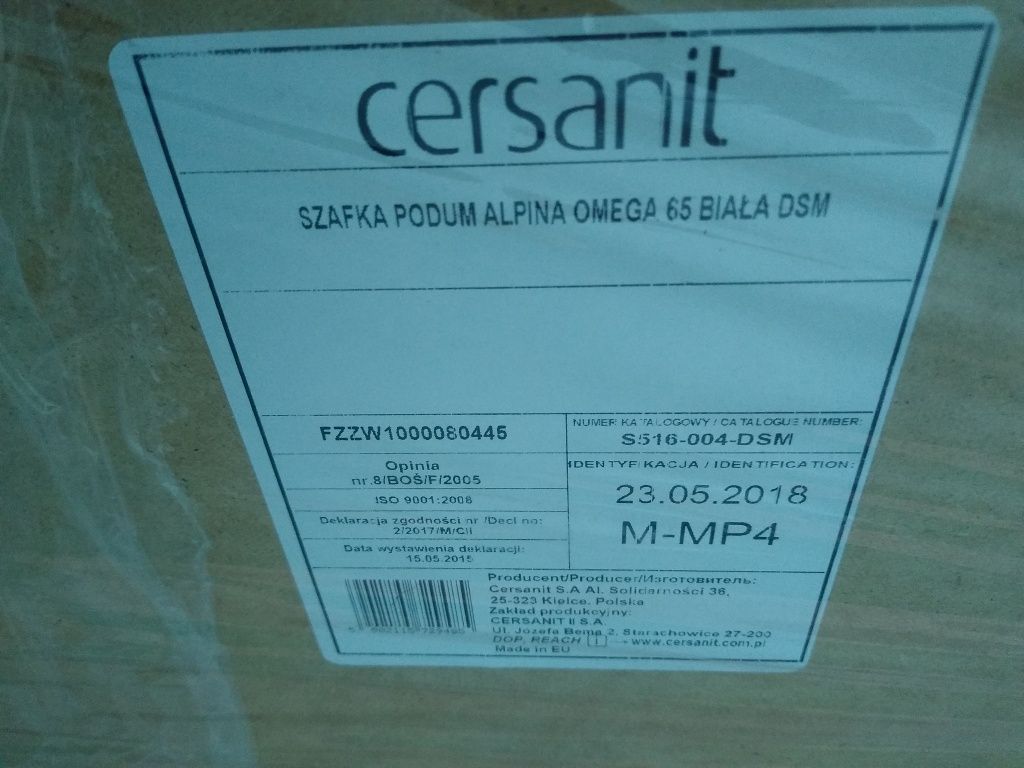 cersanit
SZAFKA PODUM ALPINA OMEGA 65 BIAŁA DSM
FZZW1000080445
Opinia
nr.8/BOŚ/F/2005
ISO 9001:2008
Deklaracja zgodności nr /Decl no:
2/2017/M/CII
Data wystawienia deklaracji:
15.05.2015
NUMER KATALOGOWY / CATALOGUE NUMBER:
S516-004-DSM
IDENTYFIKACJA / IDENTIFICATION:
23.05.2018
M-MP4
Producent/Producer/Изготовитель:
Cersanit S.A Al. Solidarności 36,
25-323 Kielce, Polska
Zakład produkcyjny:
CERSANIT II S.A.
Ul. Józefa Bema 2, Starachowice 27-200
DOP, REACH i → www.cersanit.com.pl
Made in EU